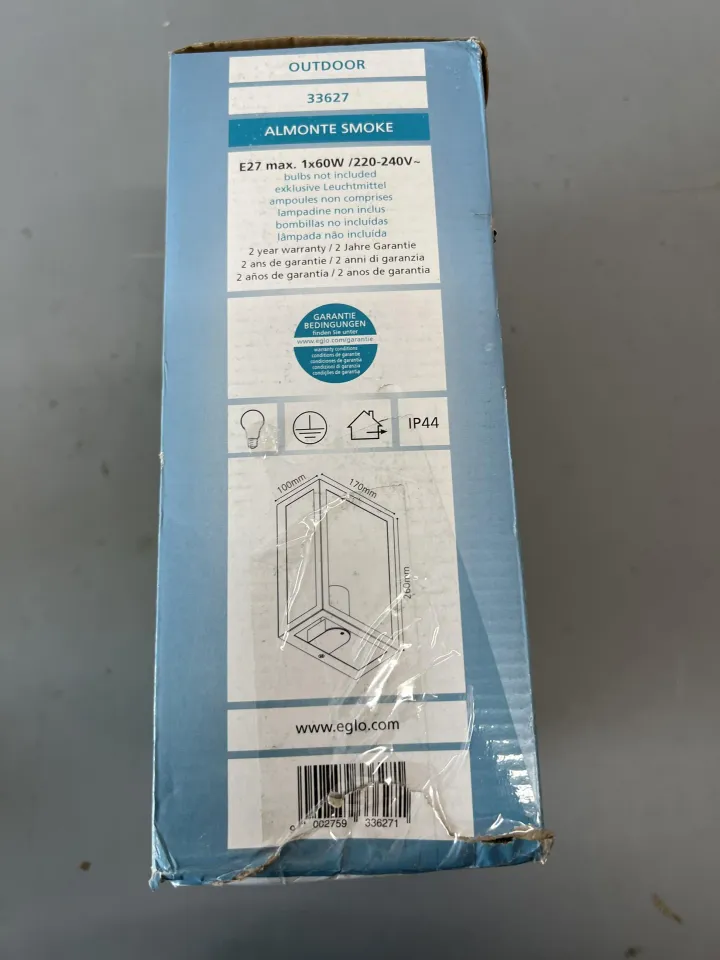 OUTDOOR
33627
ALMONTE SMOKE
E27 max. 1x60W /220-240V~
bulbs not included
exklusive Leuchtmittel
ampoules non comprises
lampadine non inclus
bombillas no incluidas
lâmpada não incluida
2 year warranty / 2 Jahre Garantie
2 ans de garantie / 2 anni di garanzia
2 años de garantía / 2 anos de garantia
GARANTIE
BEDINGUNGEN
finden Sie unter
www.eglo.com/garantie
warranty conditions
conditions de garantie
condiciones de garantía
condizioni di garanzia
condições de garantia
IP44
100mm
170mm
260mm
www.eglo.com
9 002759 336271